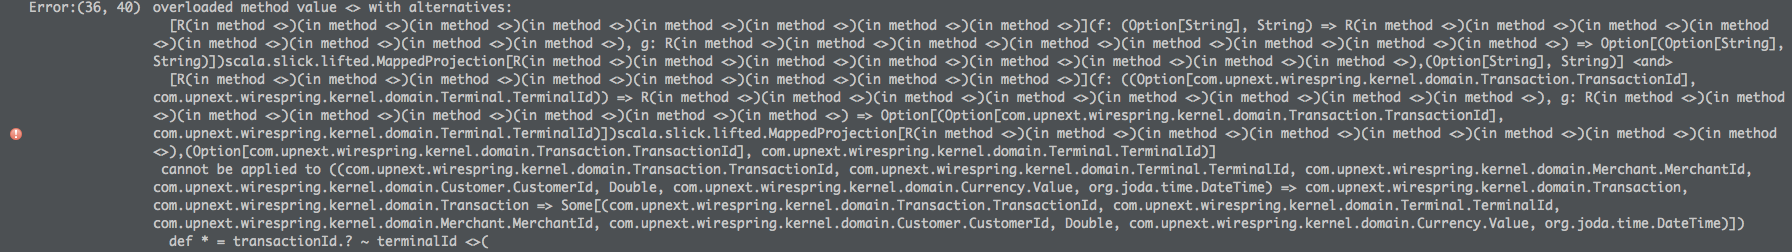 Error:(36, 40) overloaded method value <> with alternatives:
[R(in method <>)(in method <>)(in method <>)(in method <>)(in method <>)(in method <>)(in method <>)(in method <>)](f: (Option[String], String) => R(in method <>)(in method <>)(in method <>)(in method
<>)(in method <>)(in method <>)(in method <>)(in method <>), g: R(in method <>)(in method <>)(in method <>)(in method <>)(in method <>)(in method <>)(in method <>)(in method <>) => Option[(Option[String],
String)])scala.slick.lifted.MappedProjection[R(in method <>)(in method <>)(in method <>)(in method <>)(in method <>)(in method <>)(in method <>)(in method <>),(Option[String], String)] <and>
[R(in method <>)(in method <>)(in method <>)(in method <>)(in method <>)(in method <>)(in method <>)(in method <>)](f: ((Option[com.upnext.wirespring.kernel.domain.Transaction.TransactionId],
com.upnext.wirespring.kernel.domain.Terminal.TerminalId)) => R(in method <>)(in method <>)(in method <>)(in method <>)(in method <>)(in method <>)(in method <>)(in method <>), g: R(in method <>)(in method
<>)(in method <>)(in method <>)(in method <>)(in method <>)(in method <>)(in method <>) => Option[(Option[com.upnext.wirespring.kernel.domain.Transaction.TransactionId],
com.upnext.wirespring.kernel.domain.Terminal.TerminalId)])scala.slick.lifted.MappedProjection[R(in method <>)(in method <>)(in method <>)(in method <>)(in method <>)(in method <>)(in method <>)(in method
<>),(Option[com.upnext.wirespring.kernel.domain.Transaction.TransactionId], com.upnext.wirespring.kernel.domain.Terminal.TerminalId)]
cannot be applied to ((com.upnext.wirespring.kernel.domain.Transaction.TransactionId, com.upnext.wirespring.kernel.domain.Terminal.TerminalId, com.upnext.wirespring.kernel.domain.Merchant.MerchantId,
com.upnext.wirespring.kernel.domain.Customer.CustomerId, Double, com.upnext.wirespring.kernel.domain.Currency.Value, org.joda.time.DateTime) => com.upnext.wirespring.kernel.domain.Transaction,
com.upnext.wirespring.kernel.domain.Transaction => Some[(com.upnext.wirespring.kernel.domain.Transaction.TransactionId, com.upnext.wirespring.kernel.domain.Terminal.TerminalId,
com.upnext.wirespring.kernel.domain.Merchant.MerchantId, com.upnext.wirespring.kernel.domain.Customer.CustomerId, Double, com.upnext.wirespring.kernel.domain.Currency.Value, org.joda.time.DateTime)])
def * = transactionId.? ~ terminalId <>(